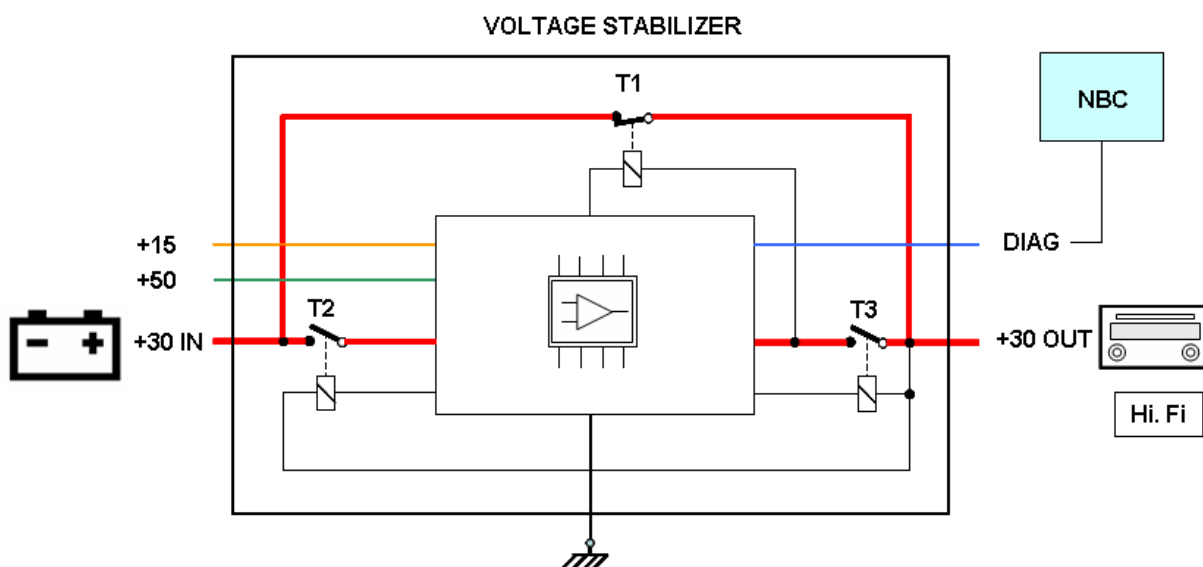 VOLTAGE STABILIZER
T1
NBC
+15
DIAG
+50
T2
T3
+30 IN
+30 OUT
Hi. Fi